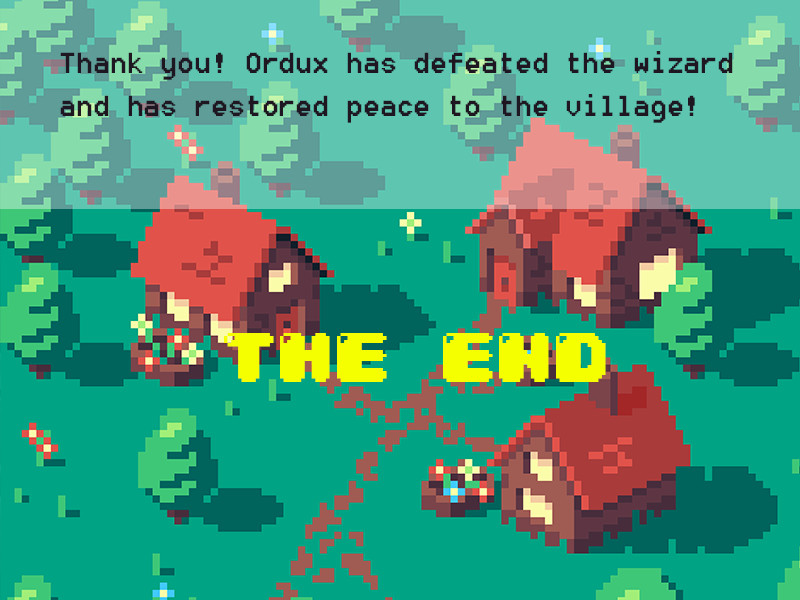 Thank you! Ordux has defeated the wizard
and has restored peace to the village!
THE END